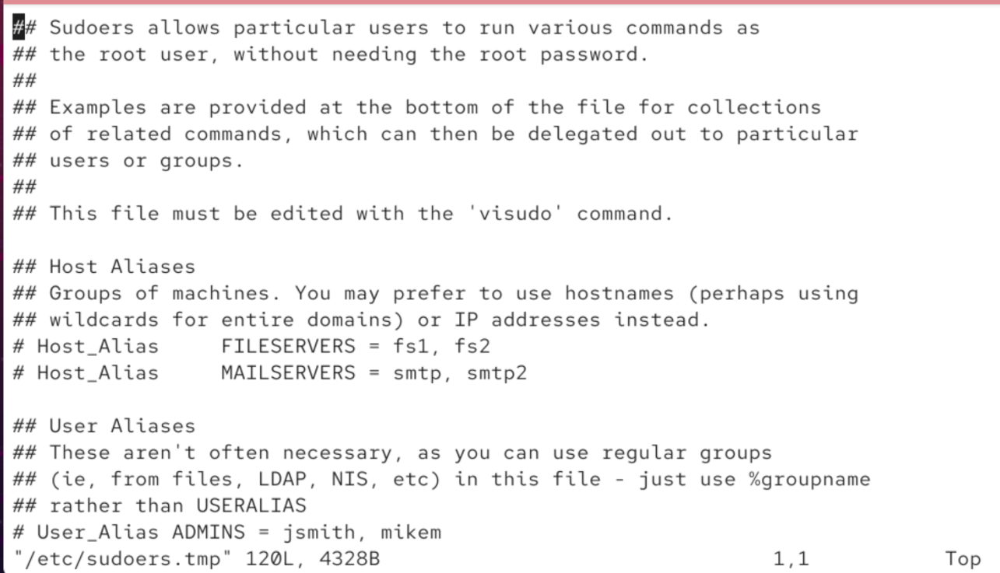 ## Sudoers allows particular users to run various commands as
## the root user, without needing the root password.
##
## Examples are provided at the bottom of the file for collections
## of related commands, which can then be delegated out to particular
## users or groups.
##
## This file must be edited with the 'visudo' command.

## Host Aliases
## Groups of machines. You may prefer to use hostnames (perhaps using
## wildcards for entire domains) or IP addresses instead.
# Host_Alias     FILESERVERS = fs1, fs2
# Host_Alias     MAILSERVERS = smtp, smtp2

## User Aliases
## These aren't often necessary, as you can use regular groups
## (ie, from files, LDAP, NIS, etc) in this file - just use %groupname
## rather than USERALIAS
# User_Alias ADMINS = jsmith, mikem
"/etc/sudoers.tmp" 120L, 4328B 1,1 Top